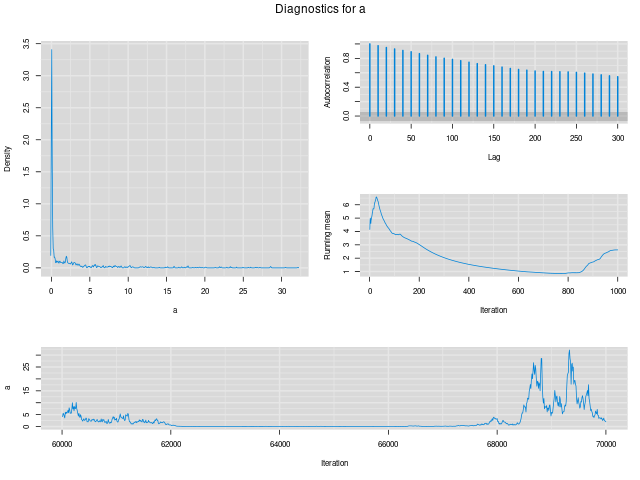 Diagnostics for a
Density
0.0 0.5 1.0 1.5 2.0 2.5 3.0 3.5
0 5 10 15 20 25 30
a
Autocorrelation
0.0 0.4 0.8
0 50 100 150 200 250 300
Lag
Running mean
1 2 3 4 5 6
0 200 400 600 800 1000
Iteration
a
0 5 15 25
60000 62000 64000 66000 68000 70000
Iteration